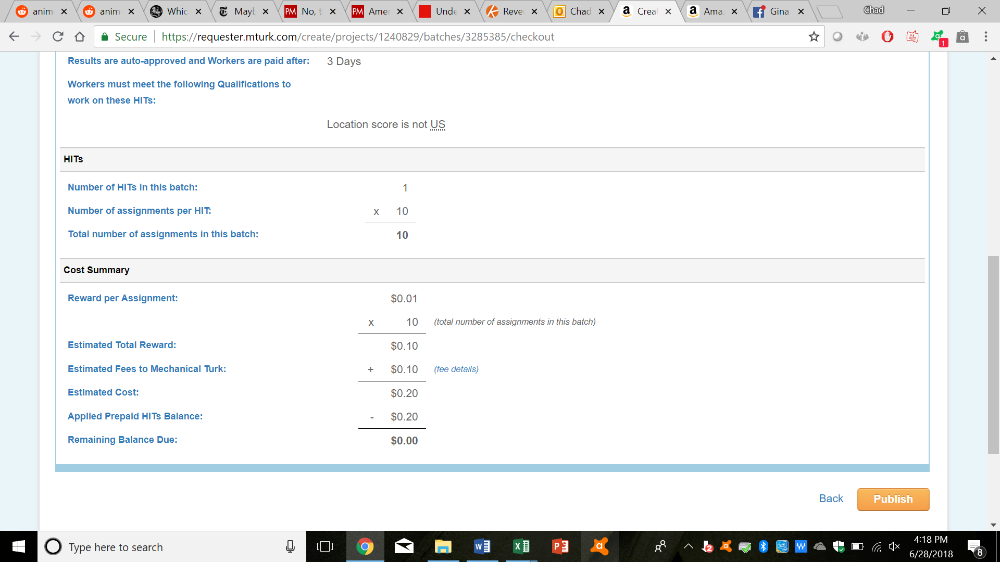 anim
anim
Whic
Mayb
PM No, t
PM Amer
Unde
Reve
Chad
Creat
Ama
Gina
Chad
Secure https://requester.mturk.com/create/projects/1240829/batches/3285385/checkout
1
Results are auto-approved and Workers are paid after: 3 Days
Workers must meet the following Qualifications to
work on these HITs:
Location score is not US
HITs
Number of HITs in this batch: 1
Number of assignments per HIT: x 10
Total number of assignments in this batch: 10
Cost Summary
Reward per Assignment: $0.01
x 10 (total number of assignments in this batch)
Estimated Total Reward: $0.10
Estimated Fees to Mechanical Turk: + $0.10 (fee details)
Estimated Cost: $0.20
Applied Prepaid HITs Balance: - $0.20
Remaining Balance Due: $0.00
Back Publish
Type here to search
4:18 PM
6/28/2018
8